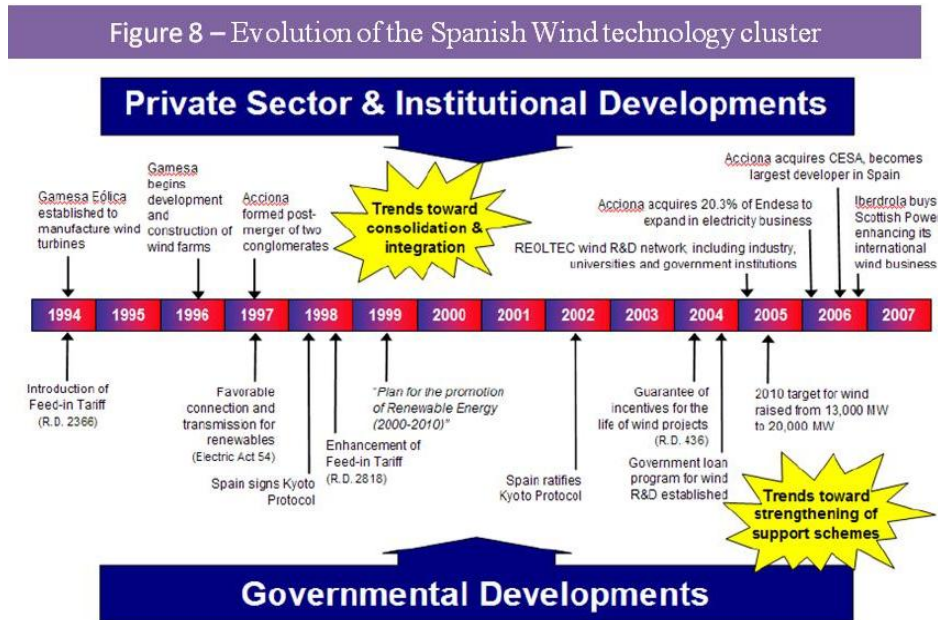 Figure 8 – Evolution of the Spanish Wind technology cluster
Private Sector & Institutional Developments
Gamesa Eólica
established to
manufacture wind
turbines
Gamesa
begins
development
and
construction of
wind farms
Acciona
formed post-
merger of two
conglomerates
Trends toward
consolidation &
integration
Acciona acquires CESA, becomes
largest developer in Spain
Acciona acquires 20.3% of Endesa to
expand in electricity business
REOLTEC wind R&D network, including industry,
universities and government institutions
Iberdrola buys
Scottish Power
enhancing its
international
wind business
1994 1995 1996 1997 1998 1999 2000 2001 2002 2003 2004 2005 2006 2007
Introduction of
Feed-in Tariff
(R.D. 2366)
Favorable
connection and
transmission for
renewables
(Electric Act 54)
Spain signs Kyoto
Protocol
Enhancement of
Feed-in Tariff
(R.D. 2818)
"Plan for the promotion
of Renewable Energy
(2000-2010)"
Spain ratifies
Kyoto Protocol
Guarantee of
incentives for the
life of wind projects
(R.D. 436)
Government loan
program for wind
R&D established
2010 target for wind
raised from 13,000 MW
to 20,000 MW
Trends toward
strengthening of
support schemes
Governmental Developments